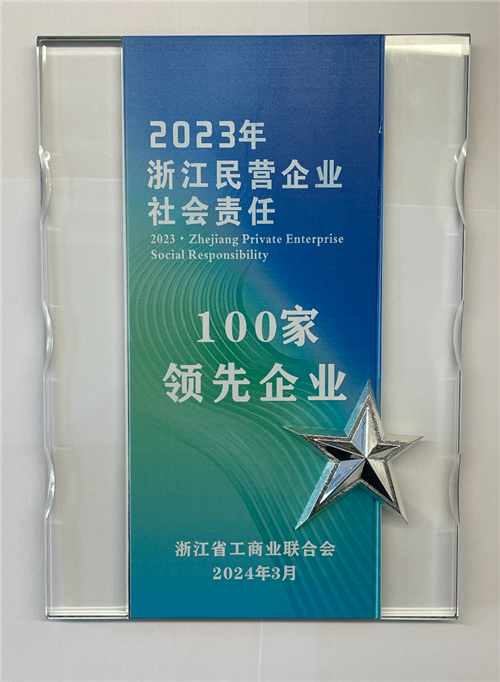 2023年
浙江民营企业
社会责任
2023 · Zhejiang Private Enterprise
Social Responsibility
100家
领先企业
浙江省工商业联合会
2024年3月